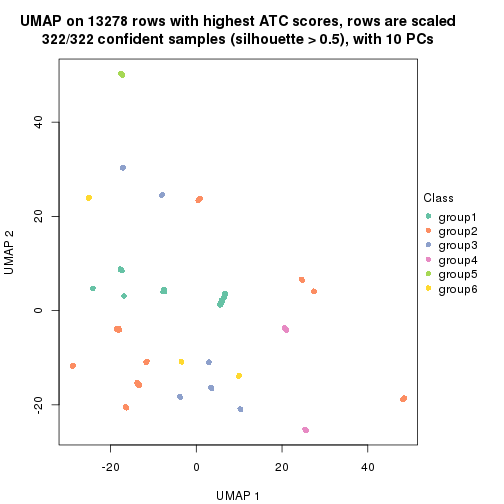 UMAP on 13278 rows with highest ATC scores, rows are scaled
322/322 confident samples (silhouette > 0.5), with 10 PCs
40
20
0
-20
UMAP 2
-20
0
20
40
UMAP 1
Class
group1
group2
group3
group4
group5
group6